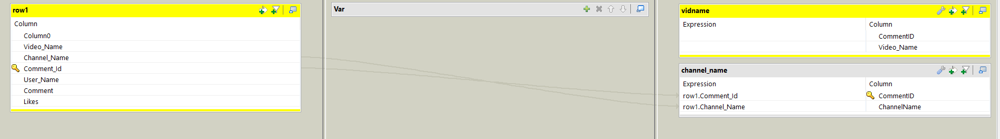 row1
Column
Column0
Video_Name
Channel_Name
Comment_Id
User_Name
Comment
Likes
Var
vidname
Expression Column
CommentID
Video_Name
channel_name
Expression Column
row1.Comment_Id CommentID
row1.Channel_Name ChannelName